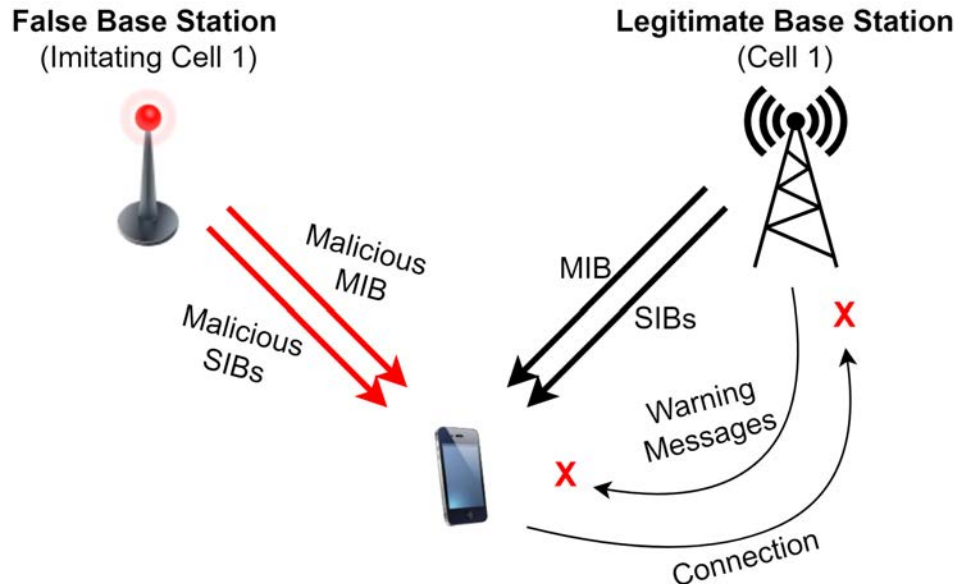 False Base Station
(Imitating Cell 1)
Legitimate Base Station
(Cell 1)
Malicious
MIB
Malicious
SIBs
MIB
SIBs
X
Warning
Messages
X
Connection